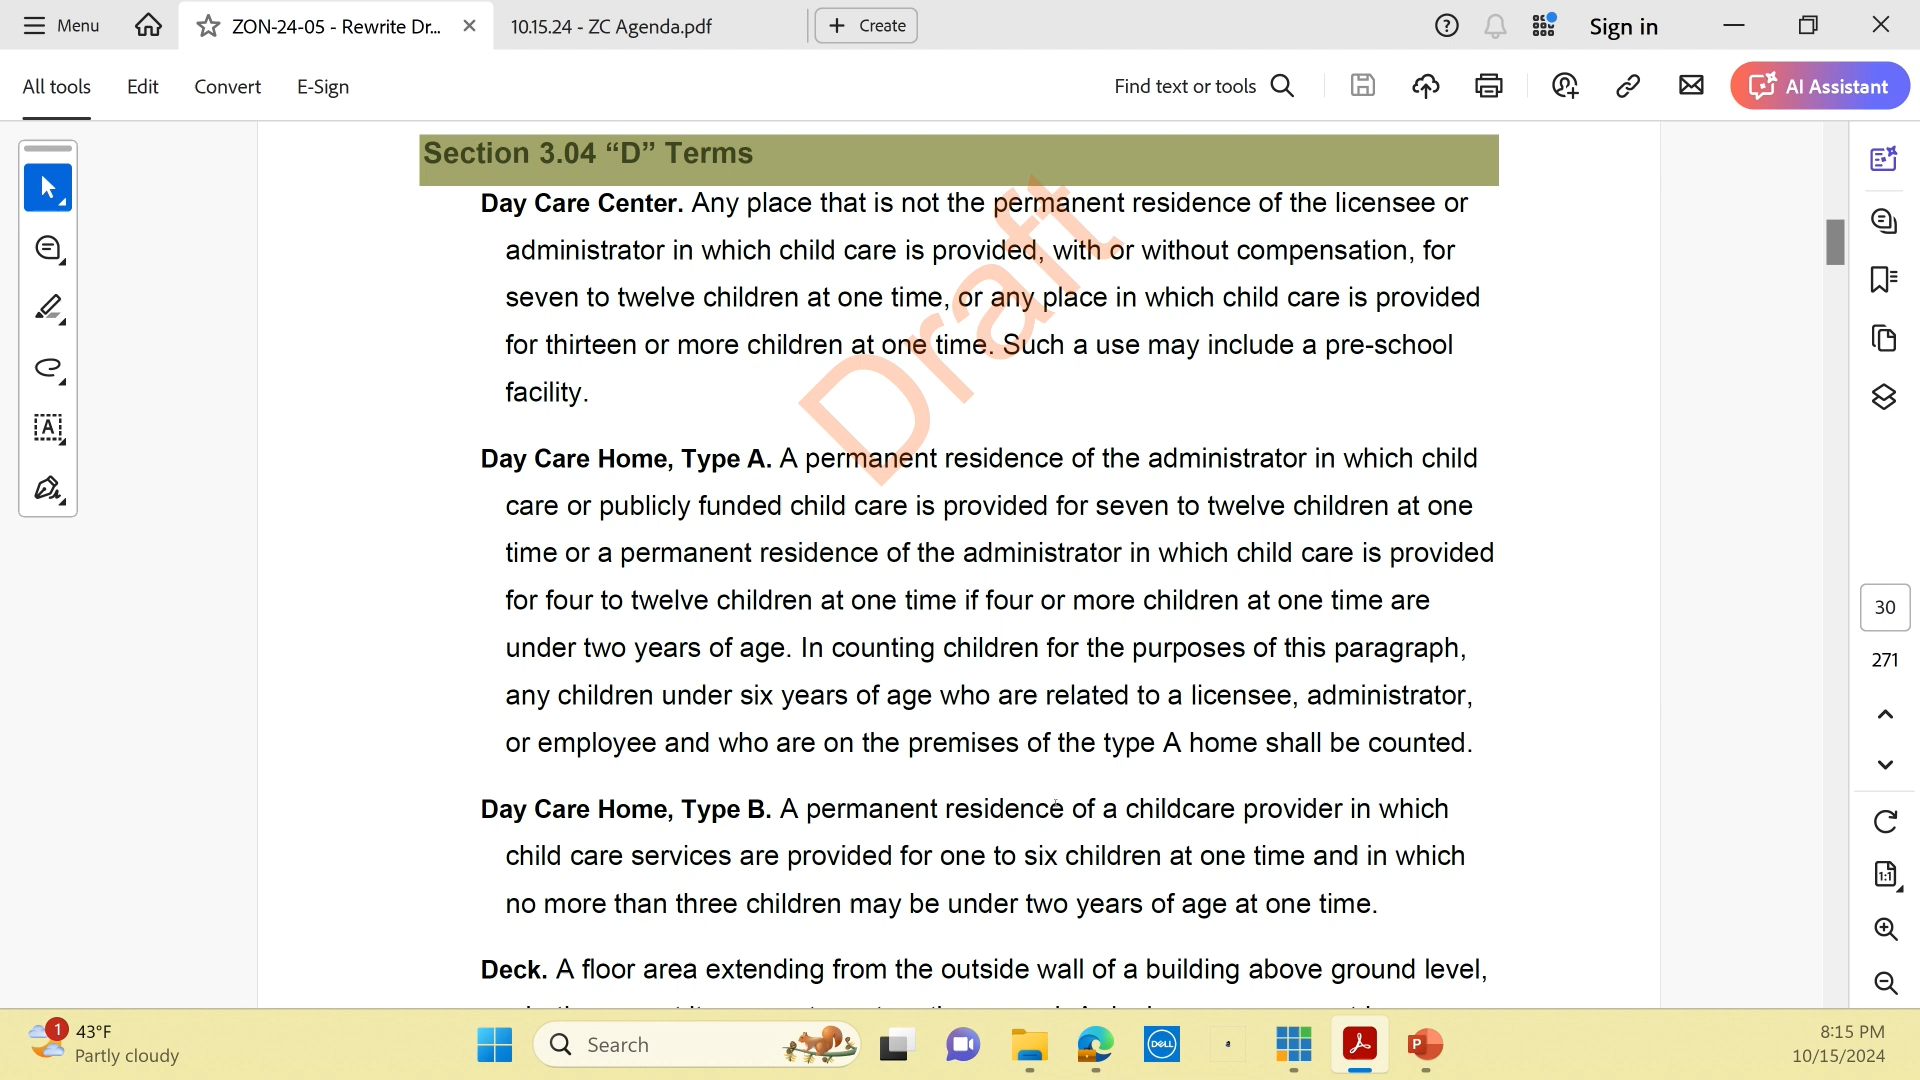 Menu
ZON-24-05 - Rewrite Dr...
10.15.24 - ZC Agenda.pdf
Create
Sign in
All tools
Edit
Convert
E-Sign
Find text or tools
AI Assistant
Section 3.04 “D” Terms
Day Care Center. Any place that is not the permanent residence of the licensee or
administrator in which child care is provided, with or without compensation, for
seven to twelve children at one time, or any place in which child care is provided
for thirteen or more children at one time. Such a use may include a pre-school
facility.
Draft
Day Care Home, Type A. A permanent residence of the administrator in which child
care or publicly funded child care is provided for seven to twelve children at one
time or a permanent residence of the administrator in which child care is provided
for four to twelve children at one time if four or more children at one time are
under two years of age. In counting children for the purposes of this paragraph,
any children under six years of age who are related to a licensee, administrator,
or employee and who are on the premises of the type A home shall be counted.
Day Care Home, Type B. A permanent residence of a childcare provider in which
child care services are provided for one to six children at one time and in which
no more than three children may be under two years of age at one time.
Deck. A floor area extending from the outside wall of a building above ground level,
30
271
1:1
1
43°F
Partly cloudy
Search
DELL
a
P
8:15 PM
10/15/2024